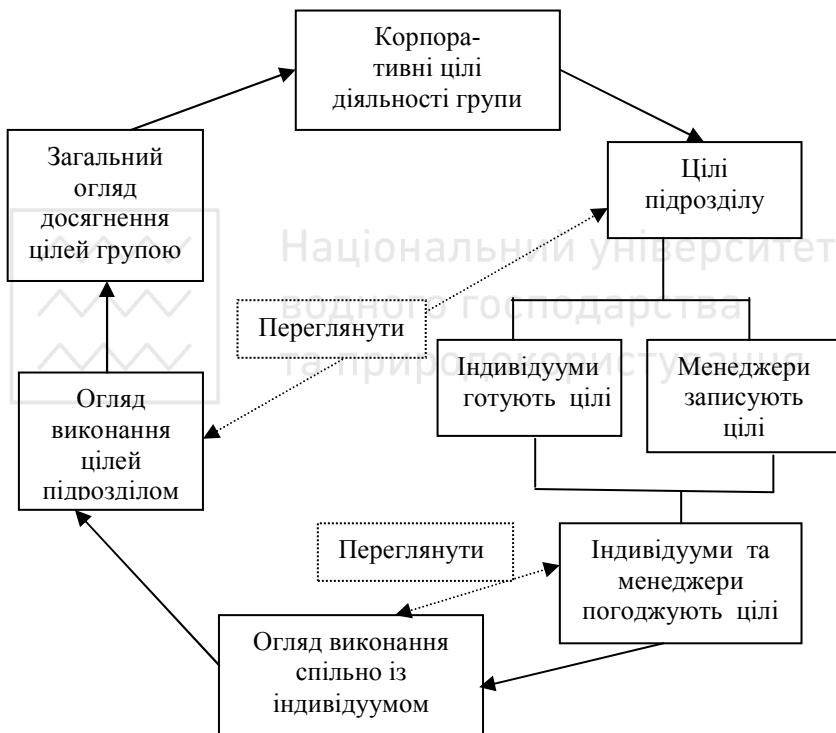 Корпора-
тивні цілі
діяльності групи
Загальний
огляд
досягнення
цілей групою
Цілі
підрозділу
Національний університет
водного господарства
та природокористування
Переглянути
Індивідууми
готують цілі
Менеджери
записують
цілі
Огляд
виконання
цілей
підрозділом
Переглянути
Індивідууми та
менеджери
погоджують цілі
Огляд виконання
спільно із
індивідуумом